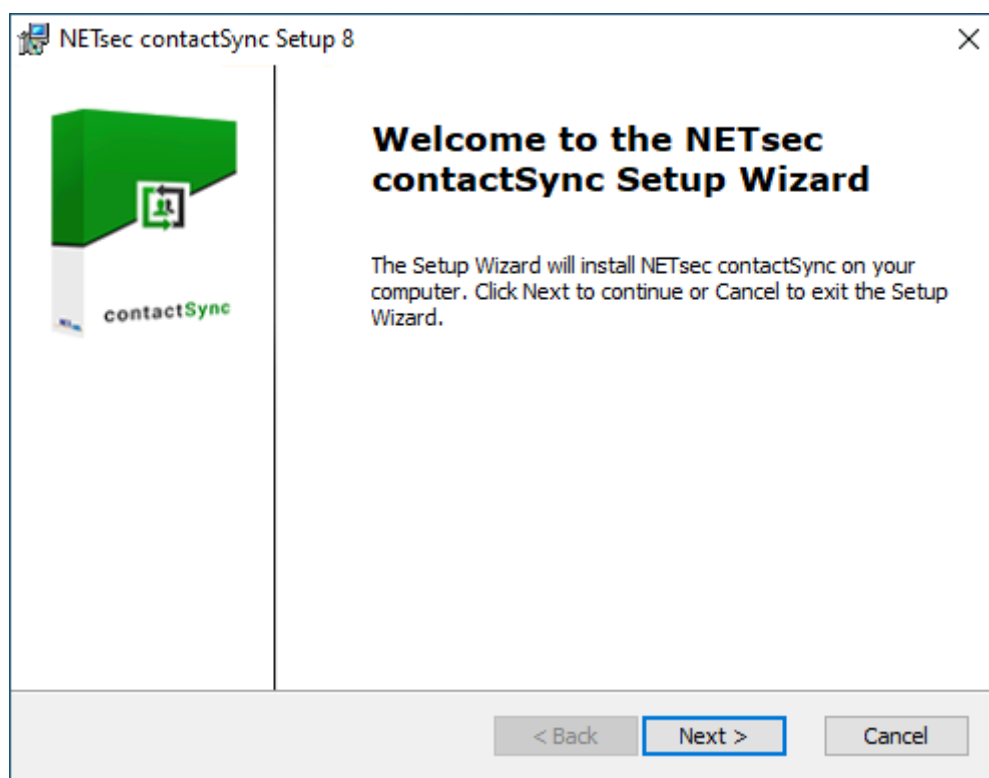 NETsec contactSync Setup 8
Welcome to the NETsec
contactSync Setup Wizard
The Setup Wizard will install NETsec contactSync on your
computer. Click Next to continue or Cancel to exit the Setup
Wizard.
contactSync
< Back
Next >
Cancel